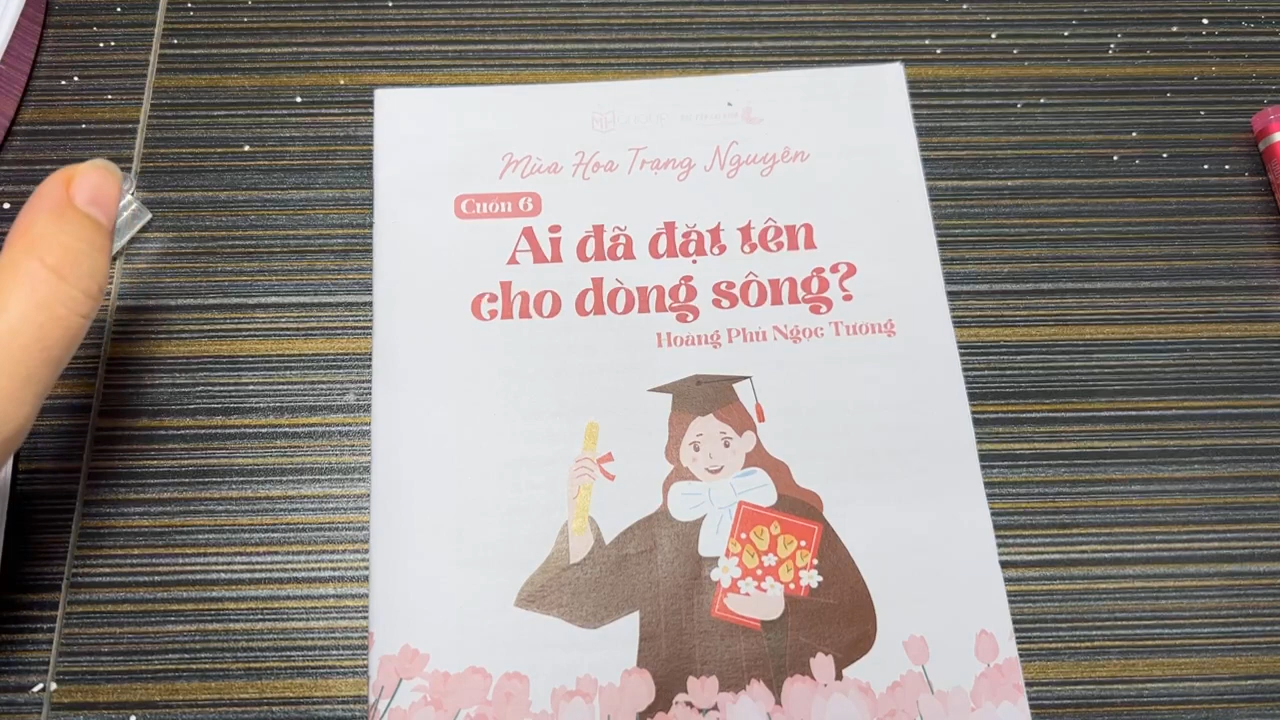 Mùa Hoa Trạng Nguyên
Cuốn 6
Ai đã đặt tên
cho dòng sông?
Hoàng Phủ Ngọc Tường